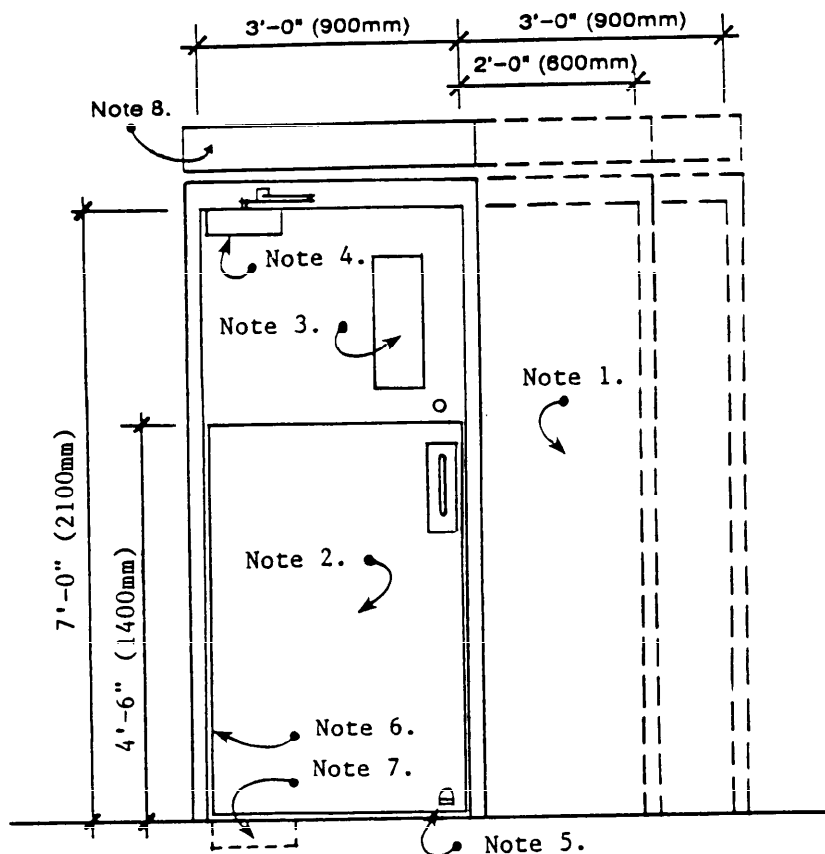 3'-0" (900mm)
3'-0" (900mm)
2'-0" (600mm)
Note 8.
Note 4.
Note 3.
Note 1.
7'-0" (2100mm)
4'-6" (1400mm)
Note 2.
Note 6.
Note 7.
Note 5.